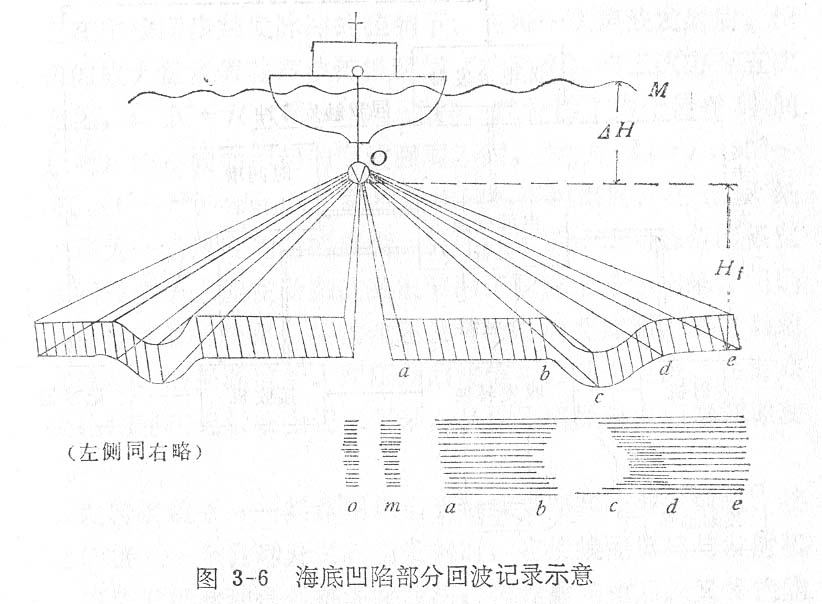 M
ΔH
O
H_i
a b c d e
(左侧同右略)
o m a b c d e
图 3-6 海底凹陷部分回波记录示意